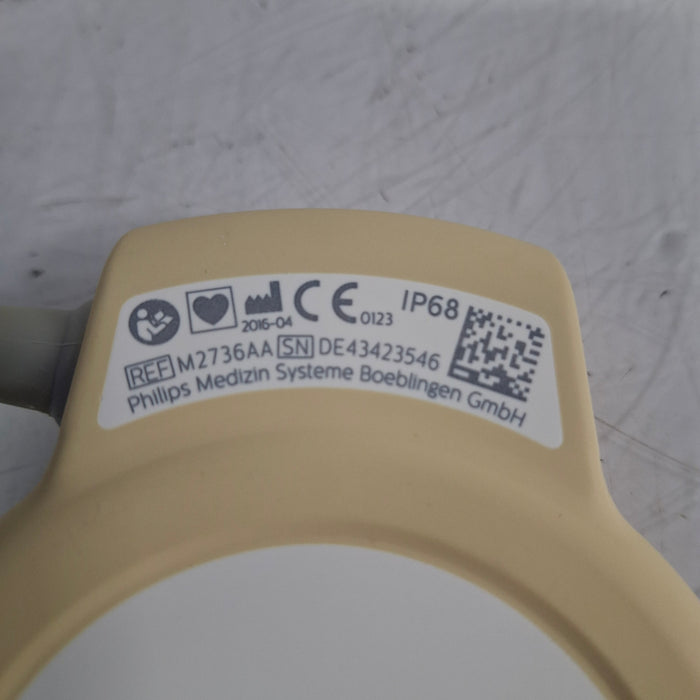 2016-04 CE 0123 IP68
REF M2736AA SN DE43423546
Philips Medizin Systeme Boeblingen GmbH